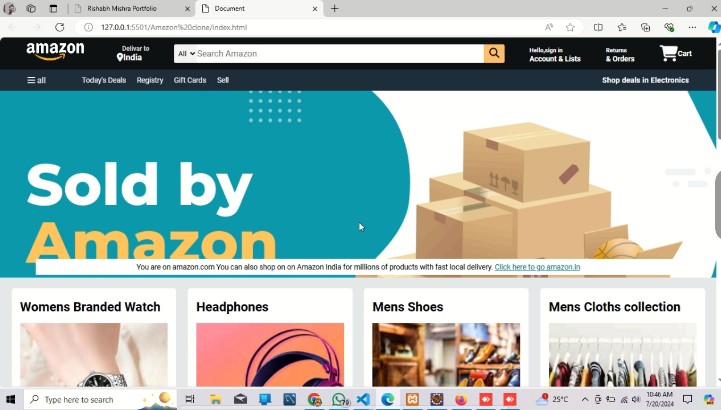 Rishabh Mishra Portfolio
Document
127.0.0.1:5501/Amezon%20clone/index.html
amazon
Delivar to
India
All
Search Amazon
Hello,sign in
Account & Lists
Returns
& Orders
Cart
all
Today's Deals
Registry
Gift Cards
Sell
Shop deals in Electronics
Sold by
Amazon
You are on amazon.com You can also shop on on Amazon India for millions of products with fast local delivery. Click here to go amazon.in
Womens Branded Watch
Headphones
Mens Shoes
Mens Cloths collection
Type here to search
25°C
10:46 AM
7/20/2024